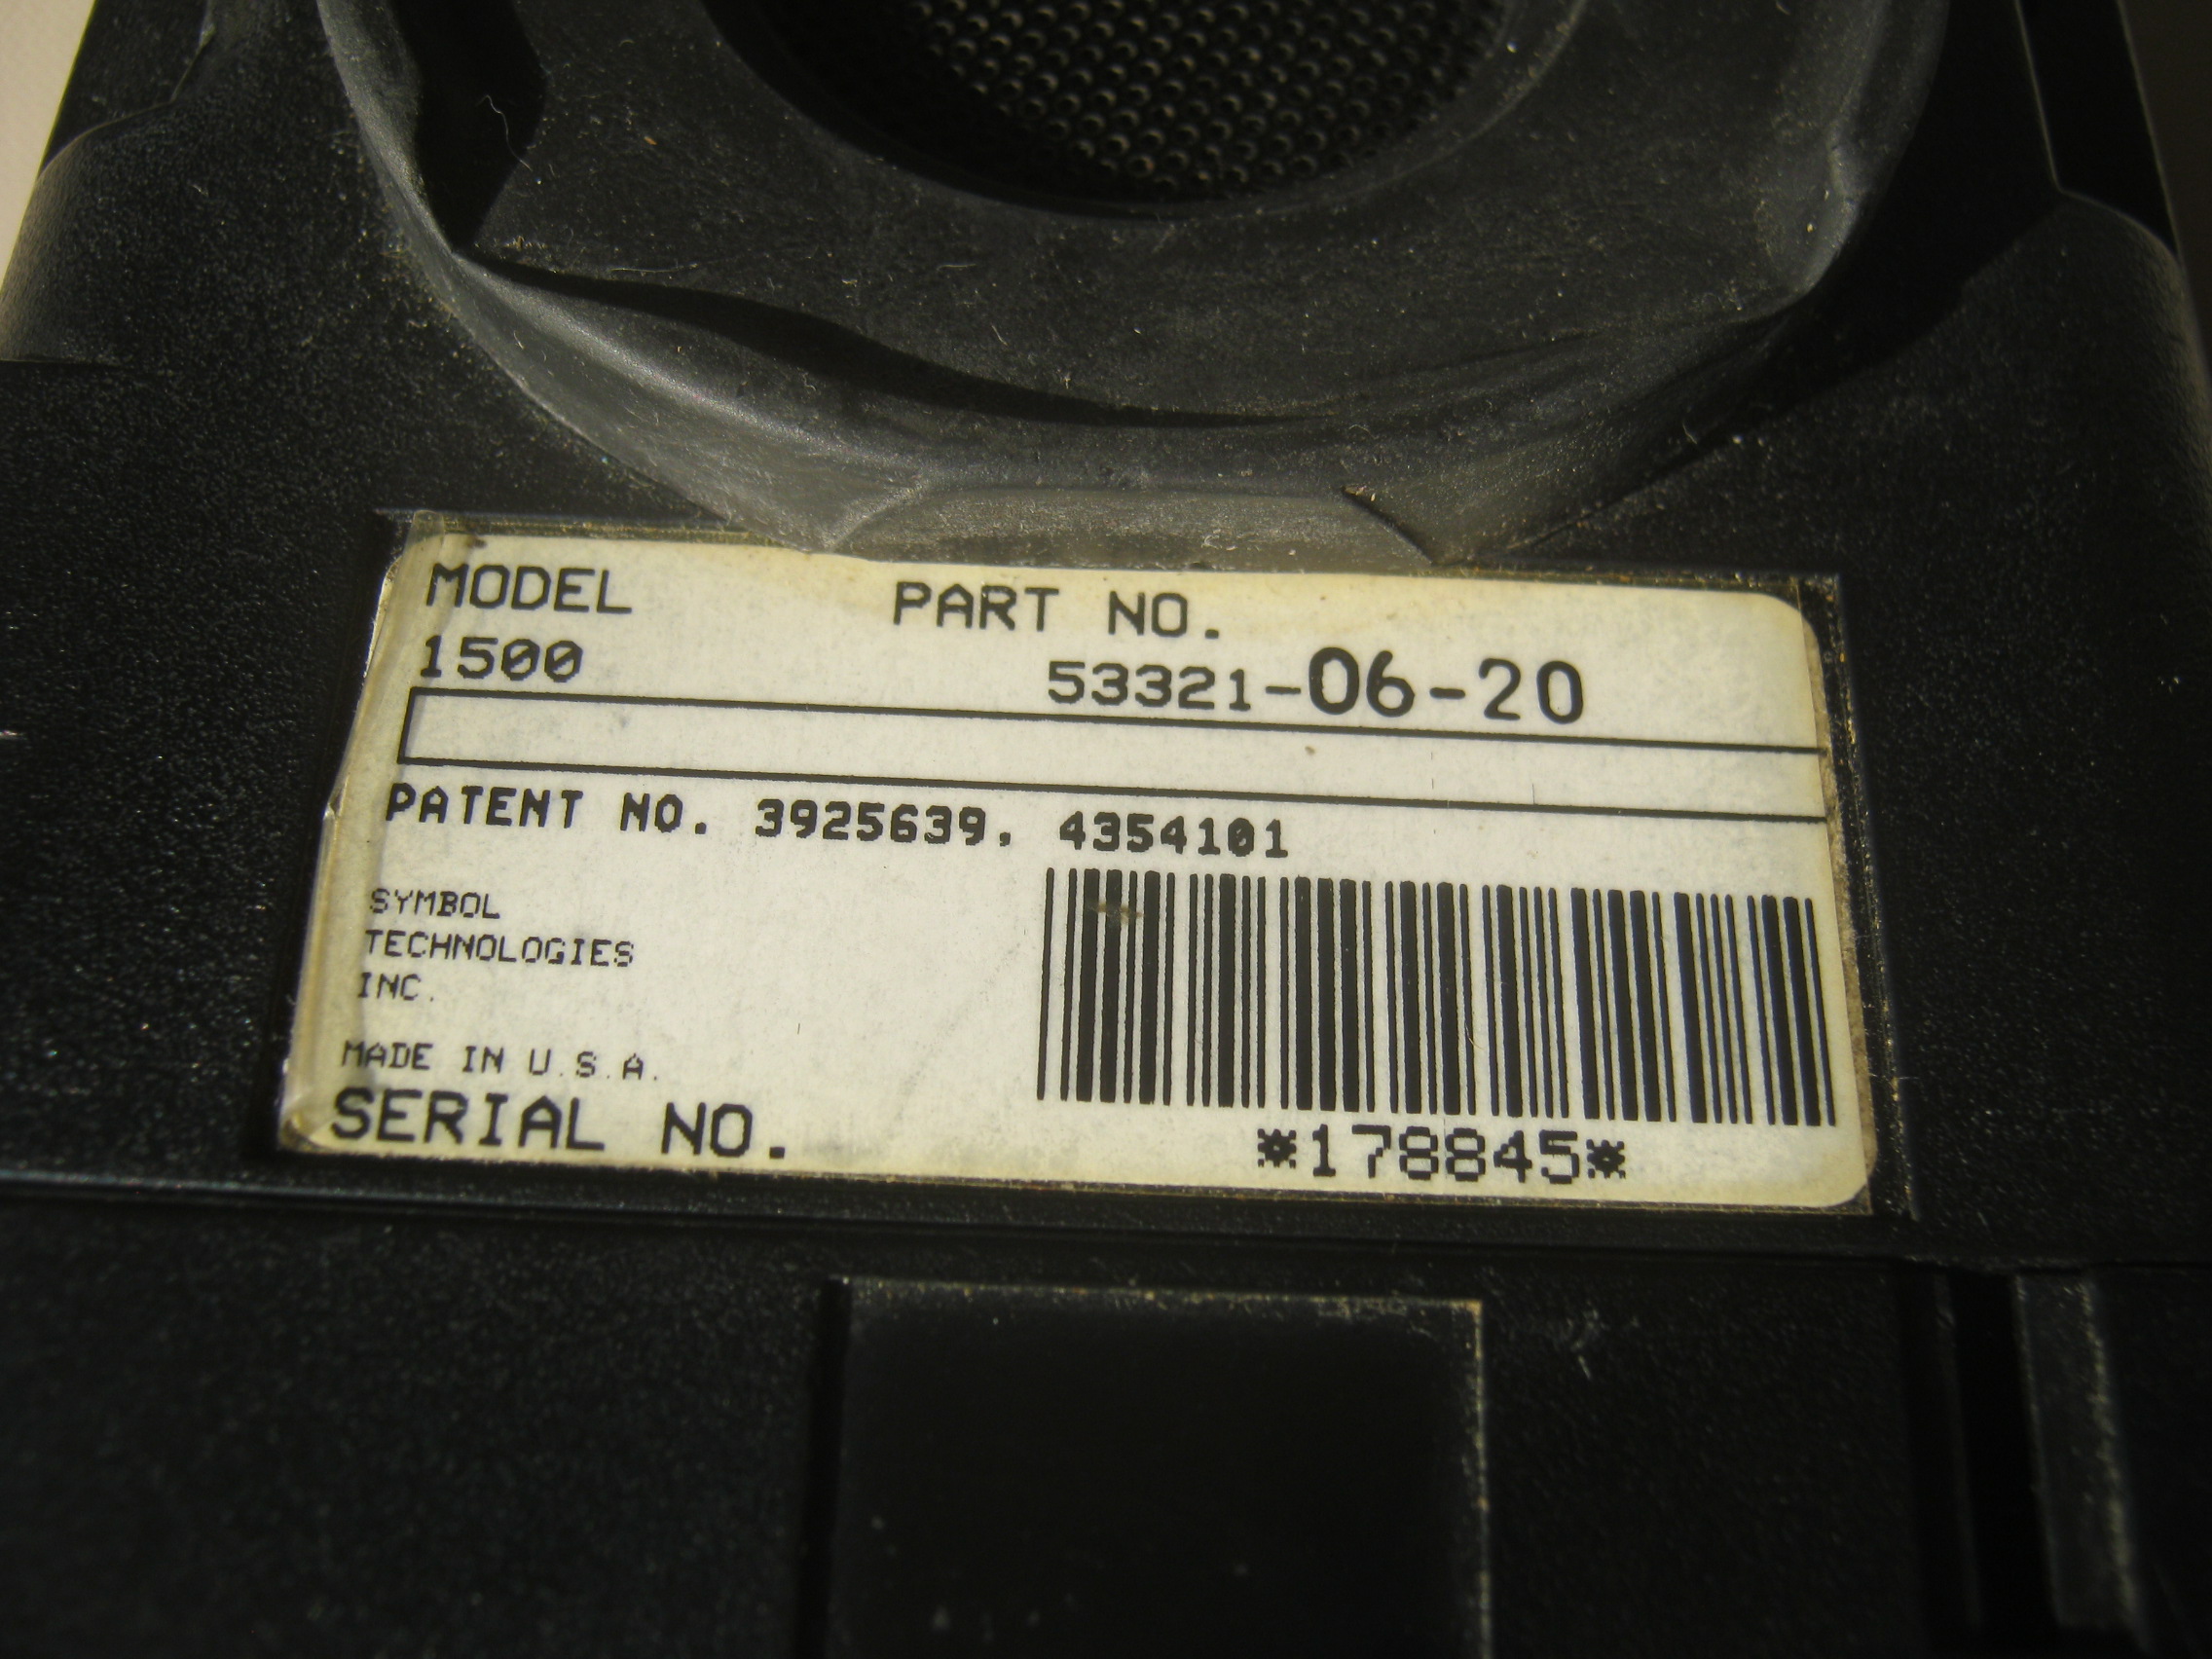 MODEL PART NO.
1500 53321-06-20
PATENT NO. 3925639, 4354101
SYMBOL
TECHNOLOGIES
INC.
MADE IN U.S.A.
SERIAL NO. *178845*